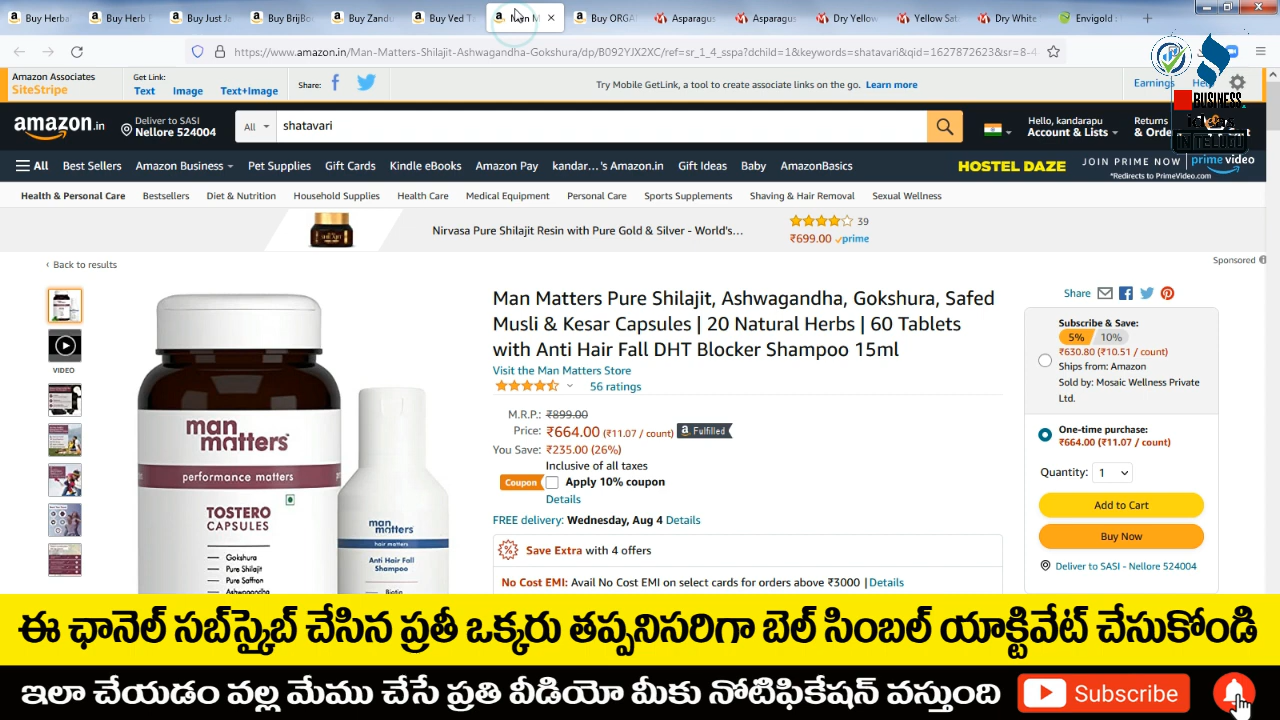 Buy Herbal
Buy Herb
Buy Just Ja
Buy BrijBo
Buy Zandu
Buy Ved T
Man M
Buy ORGA
Asparagus
Asparagus
Dry Yellow
Yellow Sat
Dry White
Envigold s
https://www.amazon.in/Man-Matters-Shilajit-Ashwagandha-Gokshura/dp/B092YJX2XC/ref=sr_1_4_sspa?dchild=1&keywords=shatavari&qid=1627872623&sr=8-4
Amazon Associates
SiteStripe
Get Link:
Text Image Text+Image
Share:
Try Mobile GetLink, a tool to create associate links on the go. Learn more
Earnings
BUSINESS
IN TELUGU
amazon.in
Deliver to SASI
Nellore 524004
All
shatavari
Hello, kandarapu
Account & Lists
Returns
All Best Sellers Amazon Business Pet Supplies Gift Cards Kindle eBooks Amazon Pay kandar...'s Amazon.in Gift Ideas Baby AmazonBasics
HOSTEL DAZE
JOIN PRIME NOW
prime video
*Redirects to PrimeVideo.com
Health & Personal Care Bestsellers Diet & Nutrition Household Supplies Health Care Medical Equipment Personal Care Sports Supplements Shaving & Hair Removal Sexual Wellness
Nirvasa Pure Shilajit Resin with Pure Gold & Silver - World's...
39
₹699.00 prime
‹ Back to results
Sponsored
VIDEO
man matters
performance matters
TOSTERO
CAPSULES
Gokshura
Pure Shilajit
Pure Saffron
Ashwagandha
man matters
hair matters
Anti Hair Fall
Shampoo
Biotin
Man Matters Pure Shilajit, Ashwagandha, Gokshura, Safed
Musli & Kesar Capsules | 20 Natural Herbs | 60 Tablets
with Anti Hair Fall DHT Blocker Shampoo 15ml
Visit the Man Matters Store
56 ratings
M.R.P.: ₹899.00
Price: ₹664.00 (₹11.07 / count) Fulfilled
You Save: ₹235.00 (26%)
Inclusive of all taxes
Coupon Apply 10% coupon
Details
FREE delivery: Wednesday, Aug 4 Details
Save Extra with 4 offers
No Cost EMI: Avail No Cost EMI on select cards for orders above ₹3000 | Details
Share
Subscribe & Save:
5% 10%
₹630.80 (₹10.51 / count)
Ships from: Amazon
Sold by: Mosaic Wellness Private
Ltd.
One-time purchase:
₹664.00 (₹11.07 / count)
Quantity: 1
Add to Cart
Buy Now
Deliver to SASI - Nellore 524004
ఈ ఛానెల్ సబ్‌స్క్రైబ్ చేసిన ప్రతీ ఒక్కరు తప్పనిసరిగా బెల్ సింబల్ యాక్టివేట్ చేసుకోండి
ఇలా చేయడం వల్ల మేము చేసే ప్రతి వీడియో మీకు నోటిఫికేషన్ వస్తుంది
Subscribe